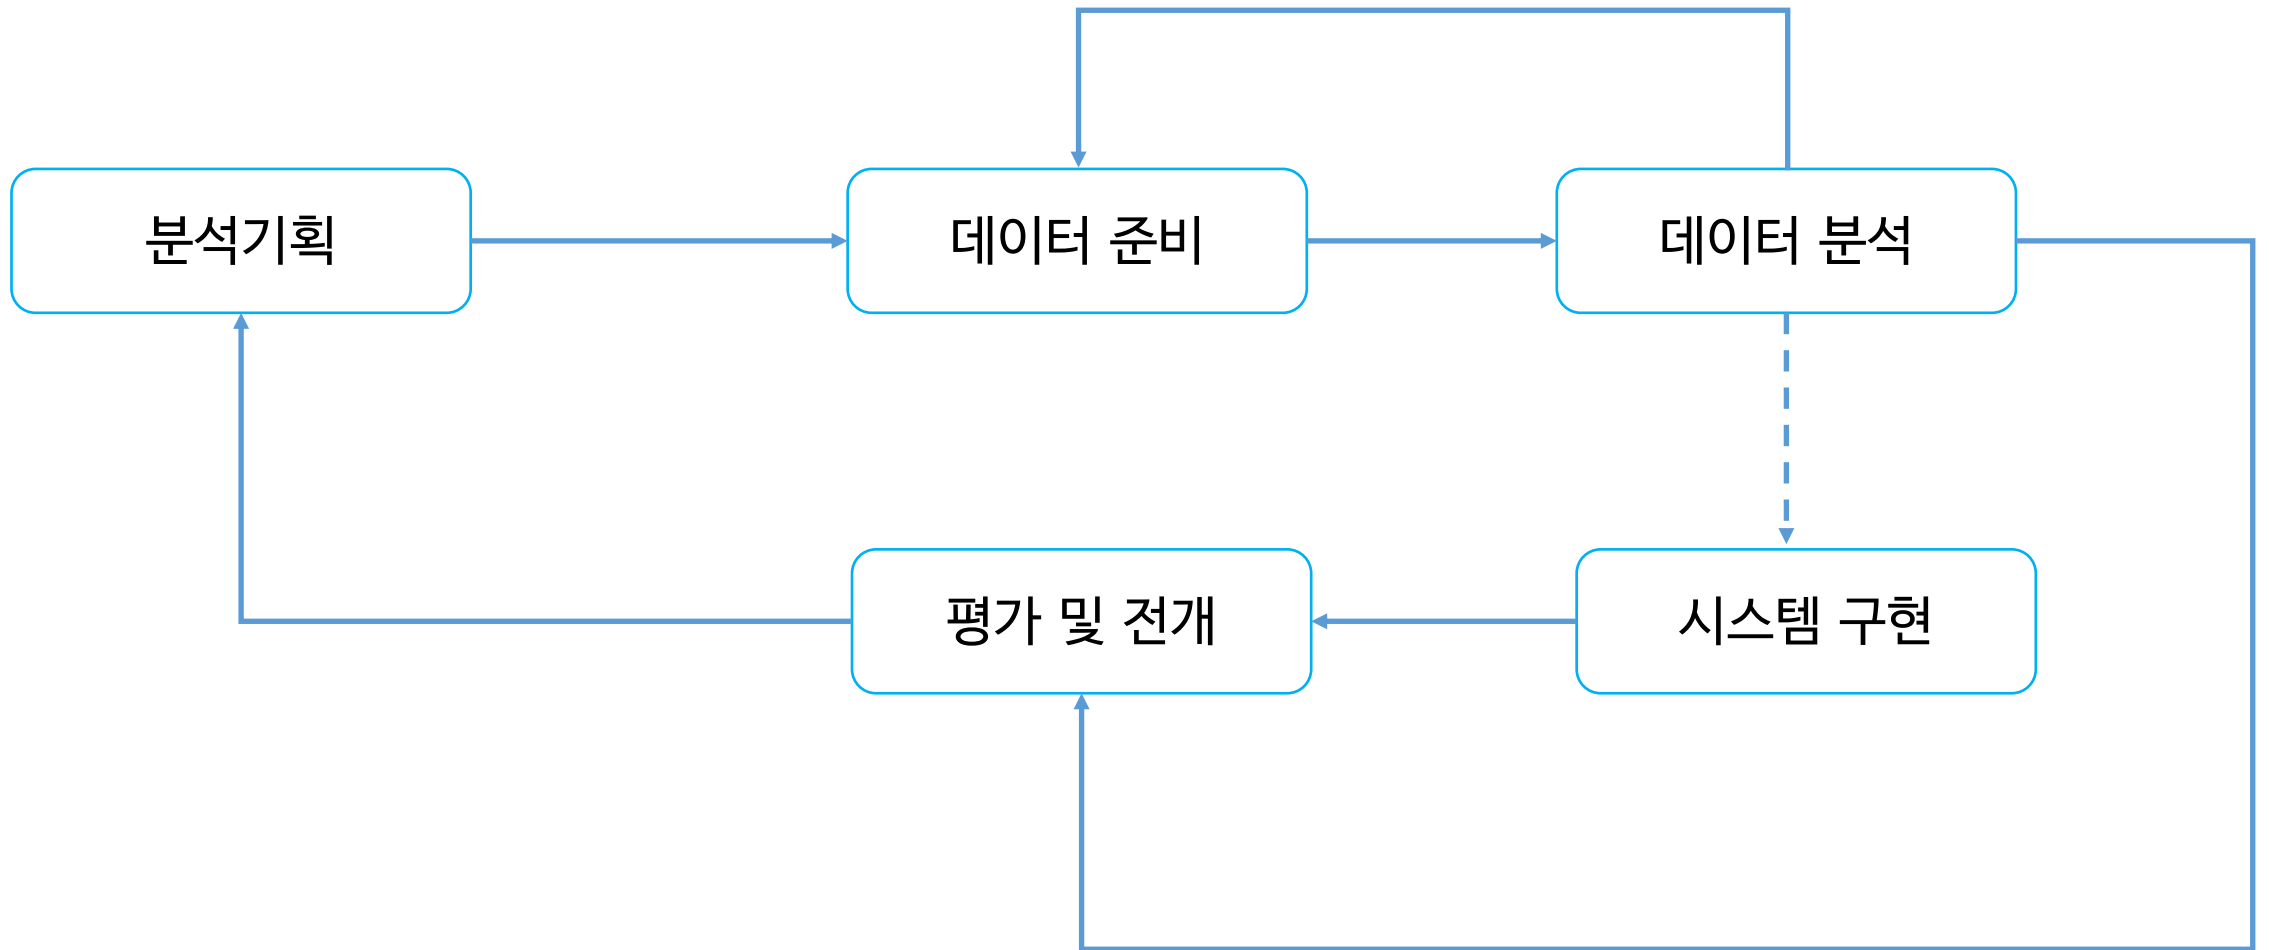 분석기획
데이터 준비
데이터 분석
평가 및 전개
시스템 구현